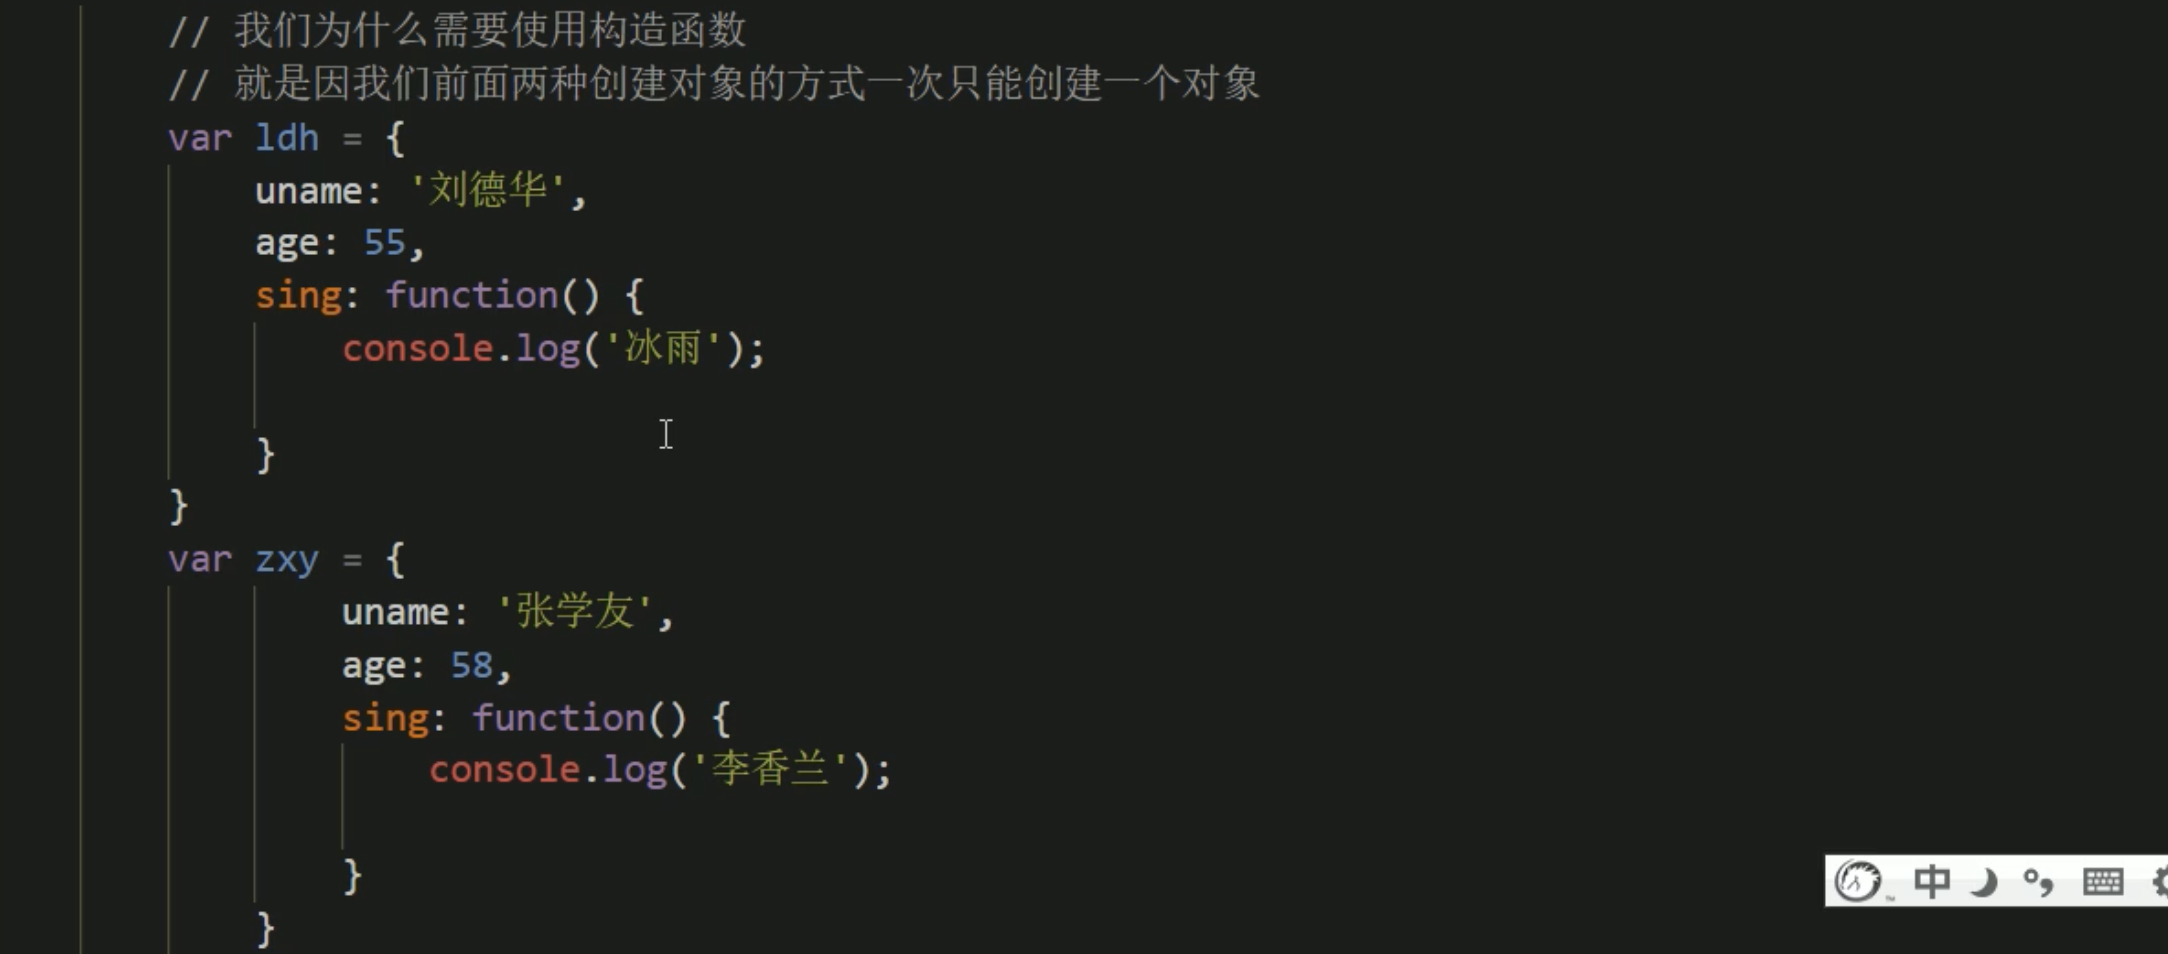 // 我们为什么需要使用构造函数
// 就是因我们前面两种创建对象的方式一次只能创建一个对象
var ldh = {
uname: '刘德华',
age: 55,
sing: function() {
console.log('冰雨');
}
}
var zxy = {
uname: '张学友',
age: 58,
sing: function() {
console.log('李香兰');
}
}
中